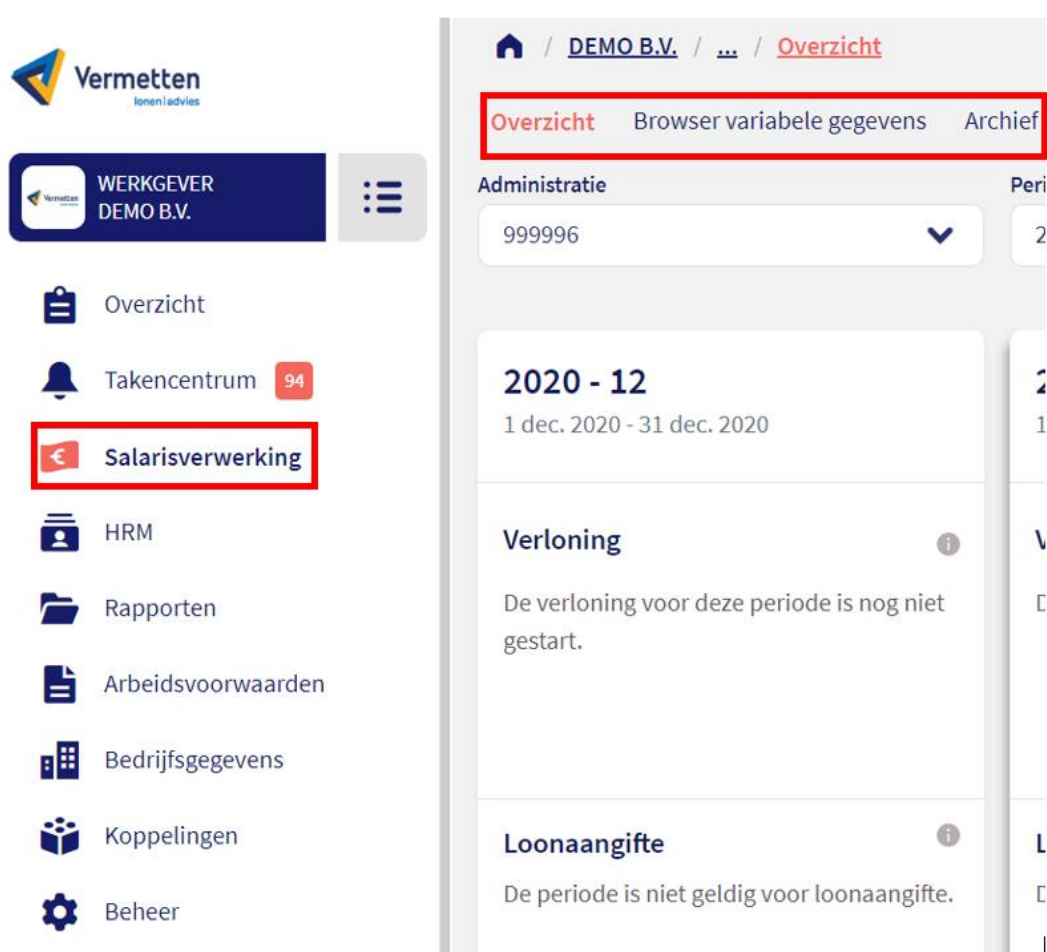 Vermetten
lonen|advies
WERKGEVER
DEMO B.V.
Overzicht
Takencentrum 94
Salarisverwerking
HRM
Rapporten
Arbeidsvoorwaarden
Bedrijfsgegevens
Koppelingen
Beheer
/ DEMO B.V. / ... / Overzicht
Overzicht Browser variabele gegevens Archief
Administratie
999996
Peri
2
2020 - 12
1 dec. 2020 - 31 dec. 2020
Verloning
De verloning voor deze periode is nog niet
gestart.
Loonaangifte
De periode is niet geldig voor loonaangifte.